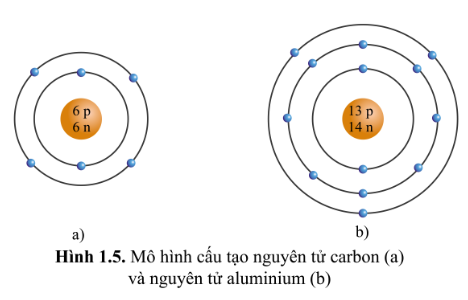 6 p
6 n
13 p
14 n
a)
b)
Hình 1.5. Mô hình cấu tạo nguyên tử carbon (a)
và nguyên tử aluminium (b)